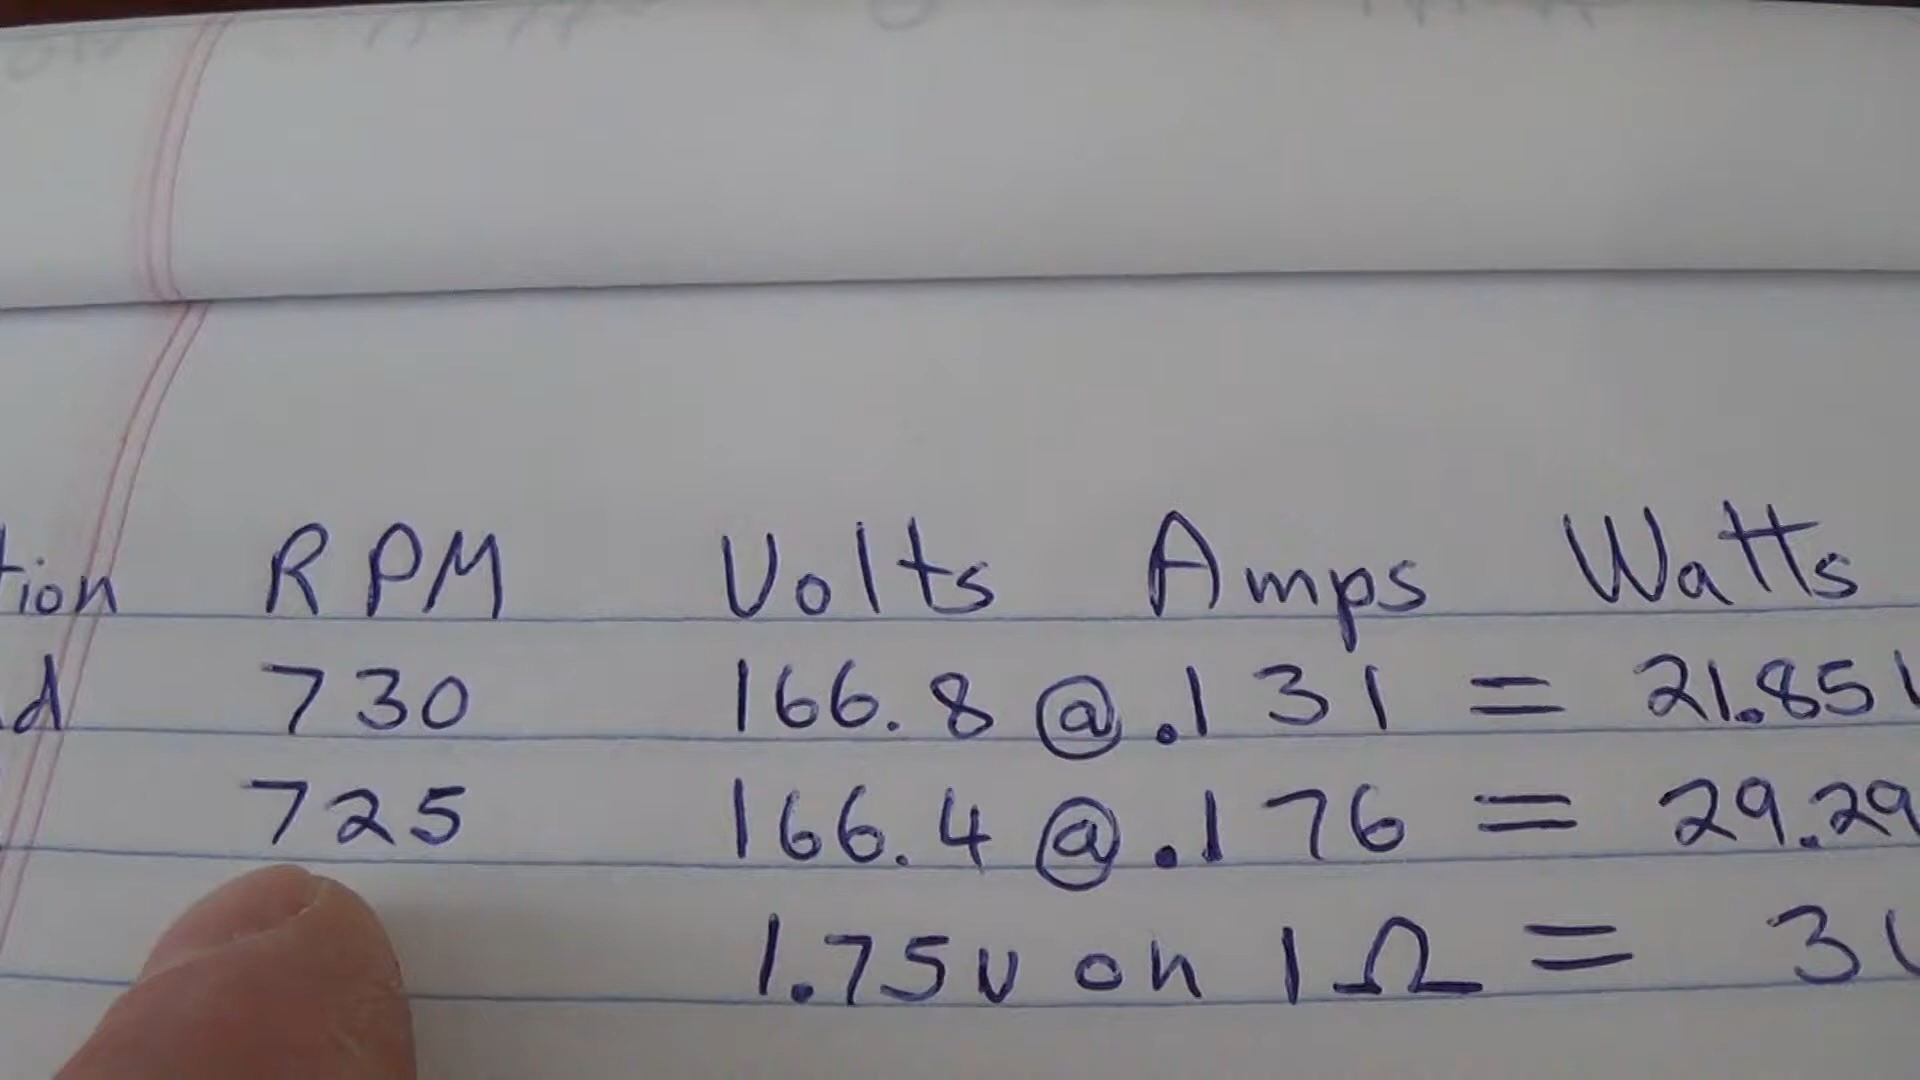 tion RPM Volts Amps Watts
d 730 166.8 @ .131 = 21.85
725 166.4 @ .176 = 29.29
1.75v on 1Ω = 3